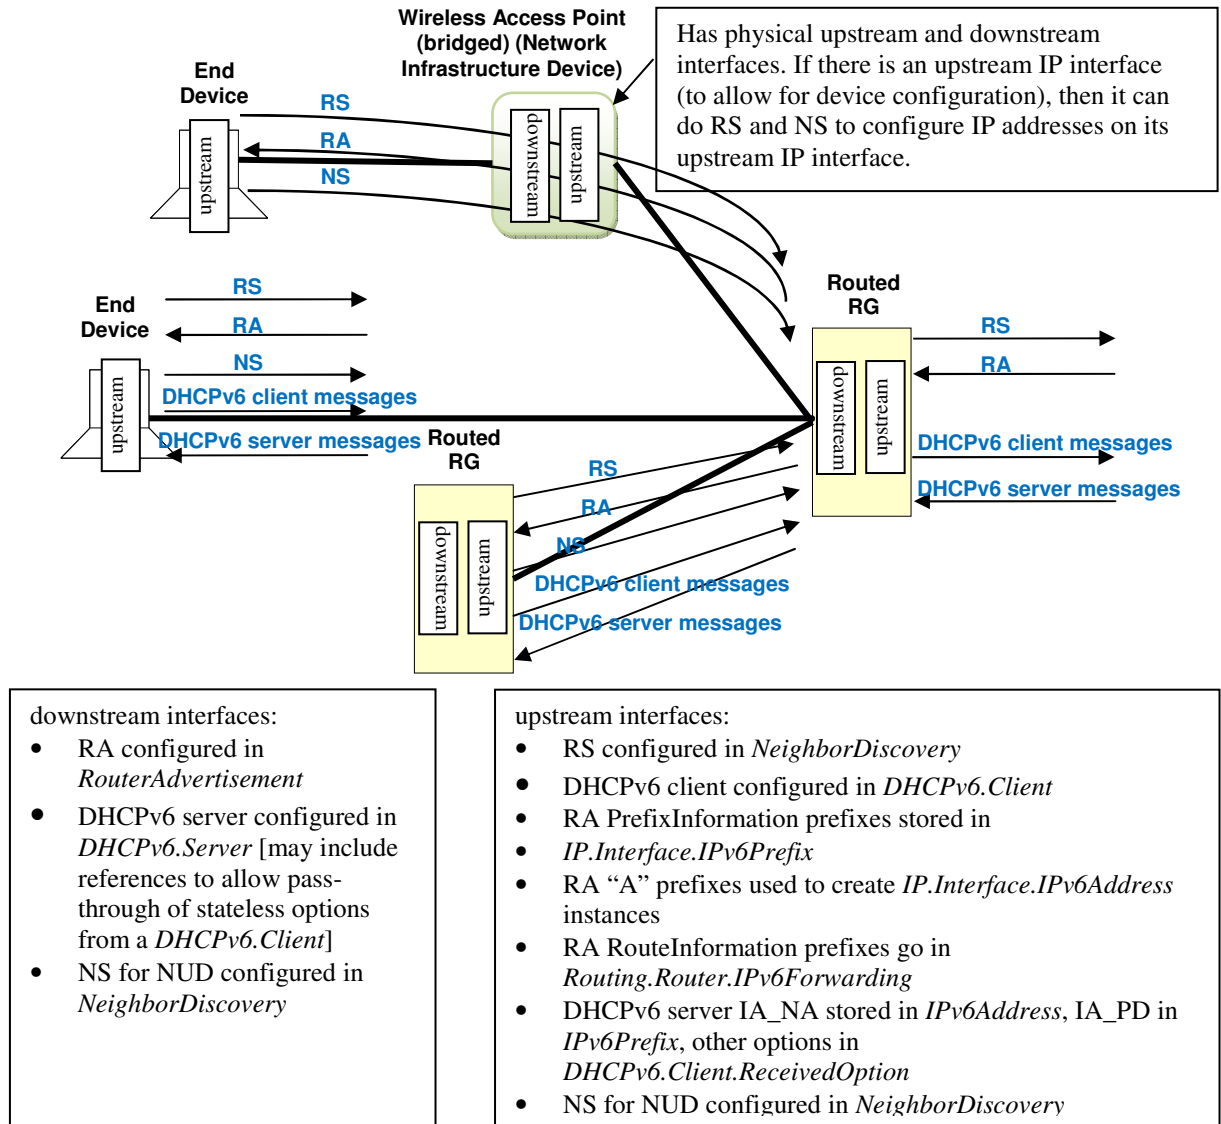 Wireless Access Point
(bridged) (Network
Infrastructure Device)
Has physical upstream and downstream
interfaces. If there is an upstream IP interface
(to allow for device configuration), then it can
do RS and NS to configure IP addresses on its
upstream IP interface.
End
Device
RS
RA
NS
upstream
downstream
upstream
End
Device
RS
RA
NS
DHCPv6 client messages
DHCPv6 server messages
upstream
Routed
RG
RS
RA
DHCPv6 client messages
DHCPv6 server messages
downstream
upstream
Routed
RG
RS
RA
NS
DHCPv6 client messages
DHCPv6 server messages
downstream
upstream
downstream interfaces:
• RA configured in
RouterAdvertisement
• DHCPv6 server configured in
DHCPv6.Server [may include
references to allow pass-
through of stateless options
from a DHCPv6.Client]
• NS for NUD configured in
NeighborDiscovery
upstream interfaces:
• RS configured in NeighborDiscovery
• DHCPv6 client configured in DHCPv6.Client
• RA PrefixInformation prefixes stored in
• IP.Interface.IPv6Prefix
• RA “A” prefixes used to create IP.Interface.IPv6Address
instances
• RA RouteInformation prefixes go in
Routing.Router.IPv6Forwarding
• DHCPv6 server IA_NA stored in IPv6Address, IA_PD in
IPv6Prefix, other options in
DHCPv6.Client.ReceivedOption
• NS for NUD configured in NeighborDiscovery